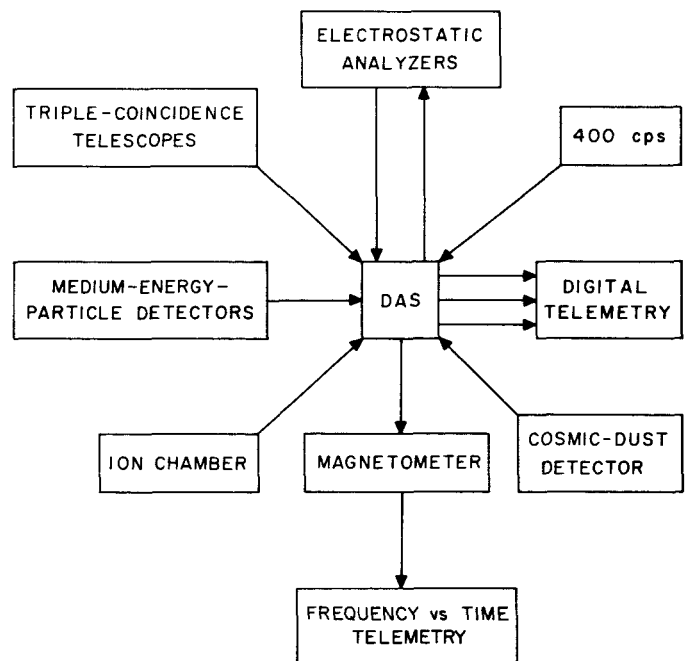 ELECTROSTATIC
ANALYZERS
TRIPLE-COINCIDENCE
TELESCOPES
400 cps
MEDIUM-ENERGY-
PARTICLE DETECTORS
DAS
DIGITAL
TELEMETRY
ION CHAMBER
MAGNETOMETER
COSMIC-DUST
DETECTOR
FREQUENCY vs TIME
TELEMETRY